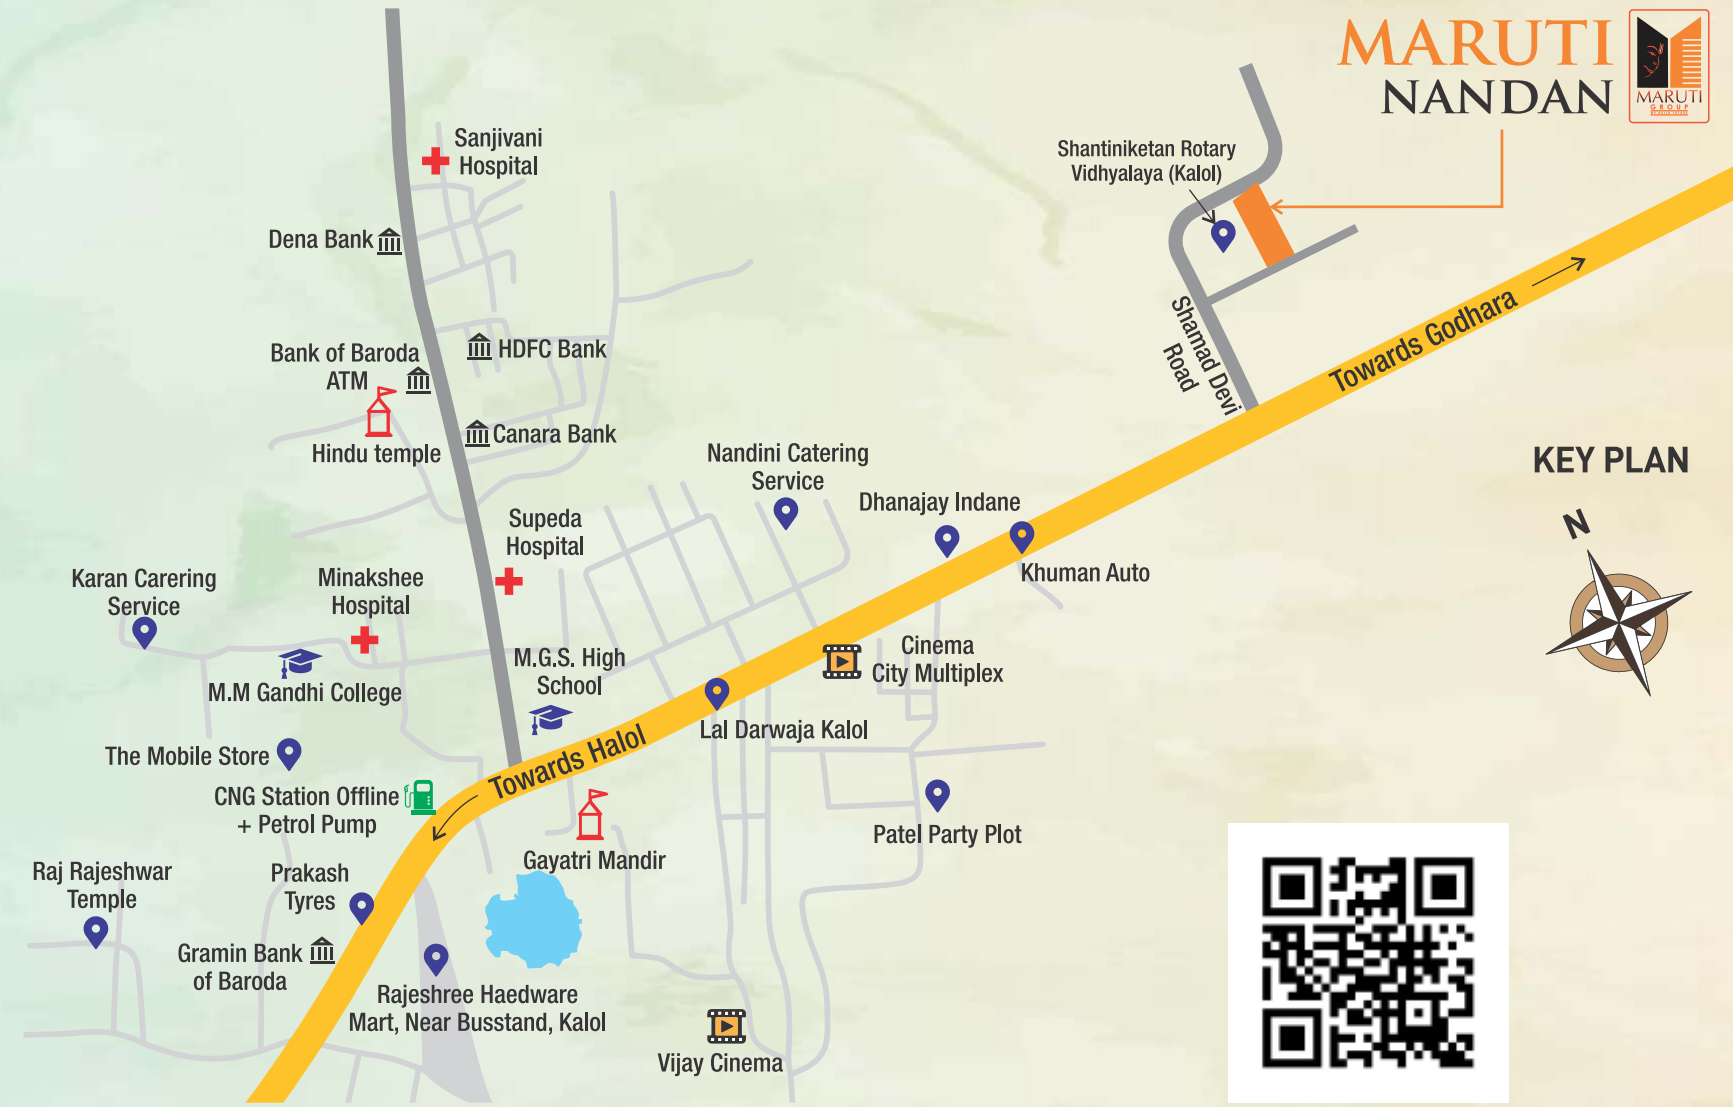 MARUTI
NANDAN
MARUTI
GROUP
Sanjivani
Hospital
Shantiniketan Rotary
Vidhyalaya (Kalol)
Dena Bank
Shamad Devi
Road
Towards Godhara
HDFC Bank
Bank of Baroda
ATM
Hindu temple
Canara Bank
Nandini Catering
Service
Dhanajay Indane
KEY PLAN
N
Supeda
Hospital
Khuman Auto
Karan Carering
Service
Minakshee
Hospital
M.G.S. High
School
Cinema
City Multiplex
M.M Gandhi College
Lal Darwaja Kalol
Towards Halol
The Mobile Store
CNG Station Offline
+ Petrol Pump
Patel Party Plot
Gayatri Mandir
Raj Rajeshwar
Temple
Prakash
Tyres
Gramin Bank
of Baroda
Rajeshree Haedware
Mart, Near Busstand, Kalol
Vijay Cinema